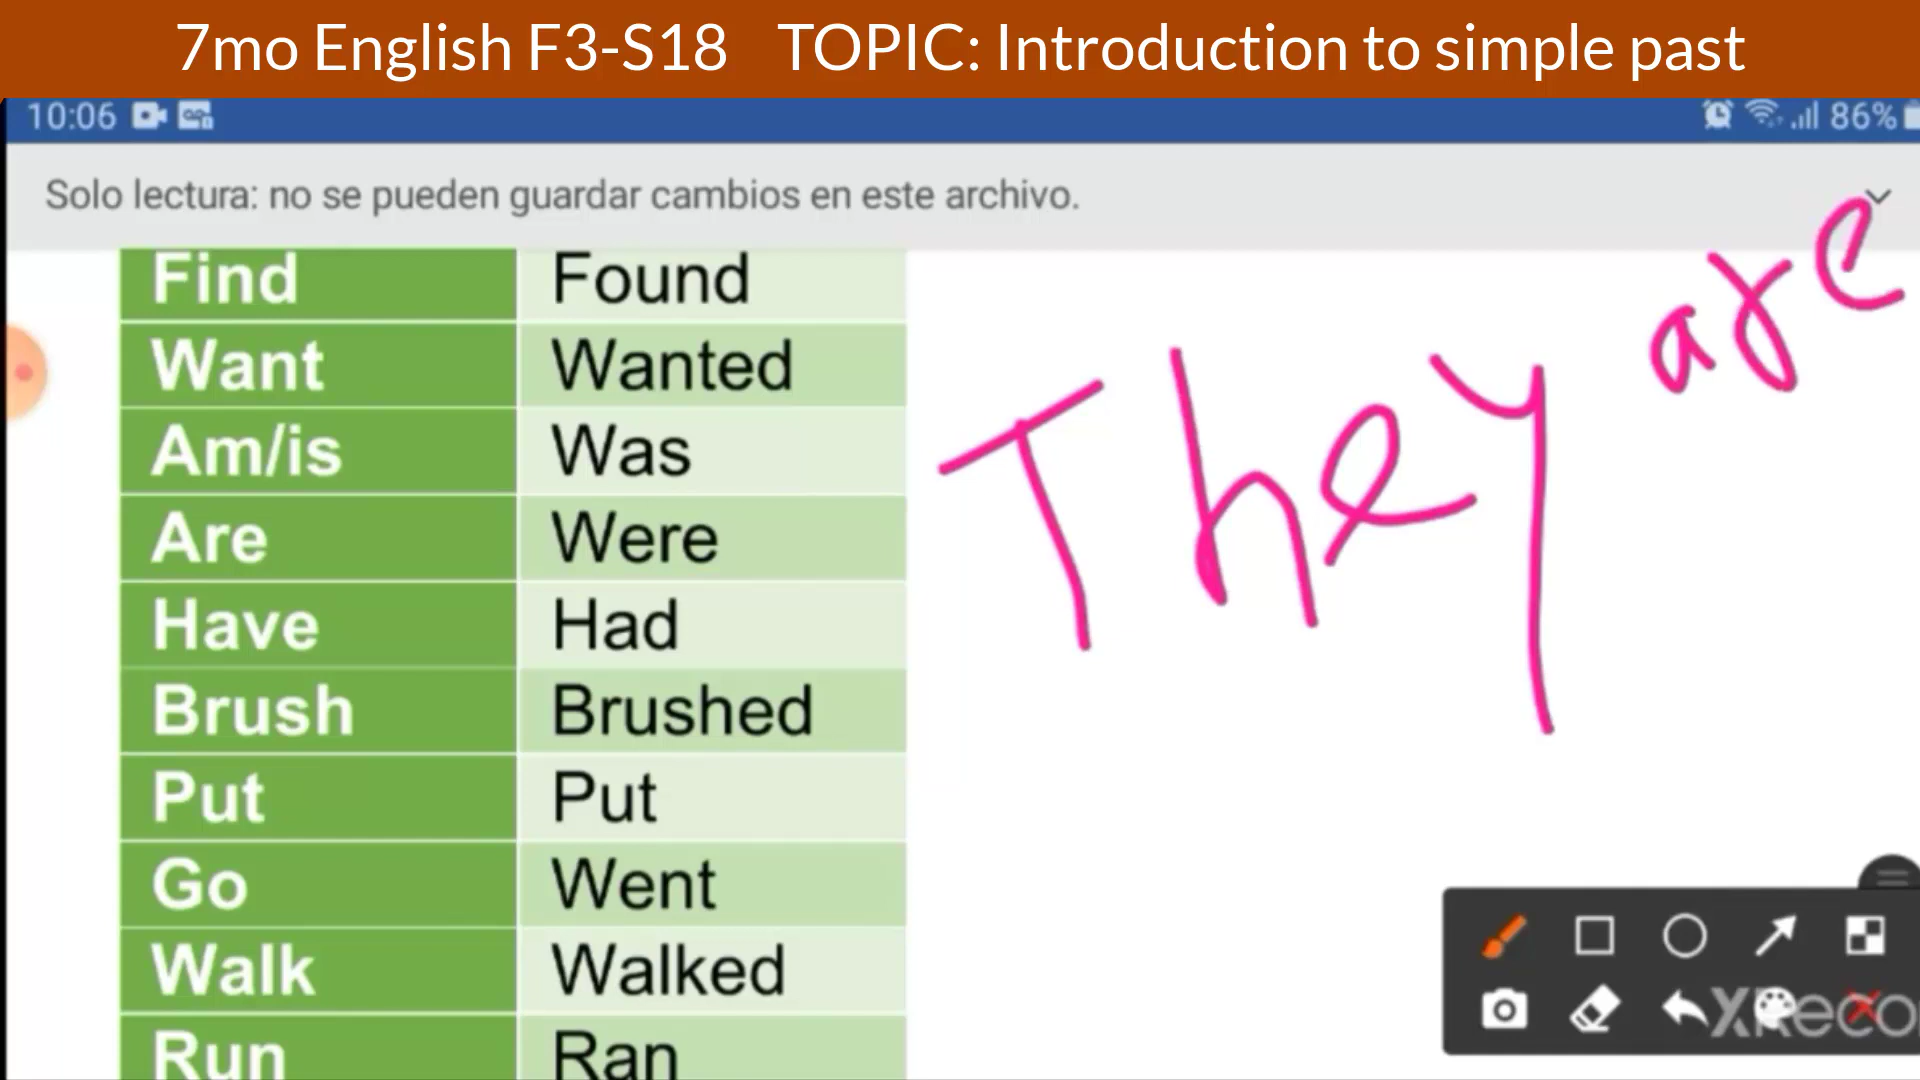 7mo English F3-S18 TOPIC: Introduction to simple past
10:06 86%
Solo lectura: no se pueden guardar cambios en este archivo.
Find Found
Want Wanted
Am/is Was
Are Were
Have Had
Brush Brushed
Put Put
Go Went
Walk Walked
Run Ran
They are
XReco